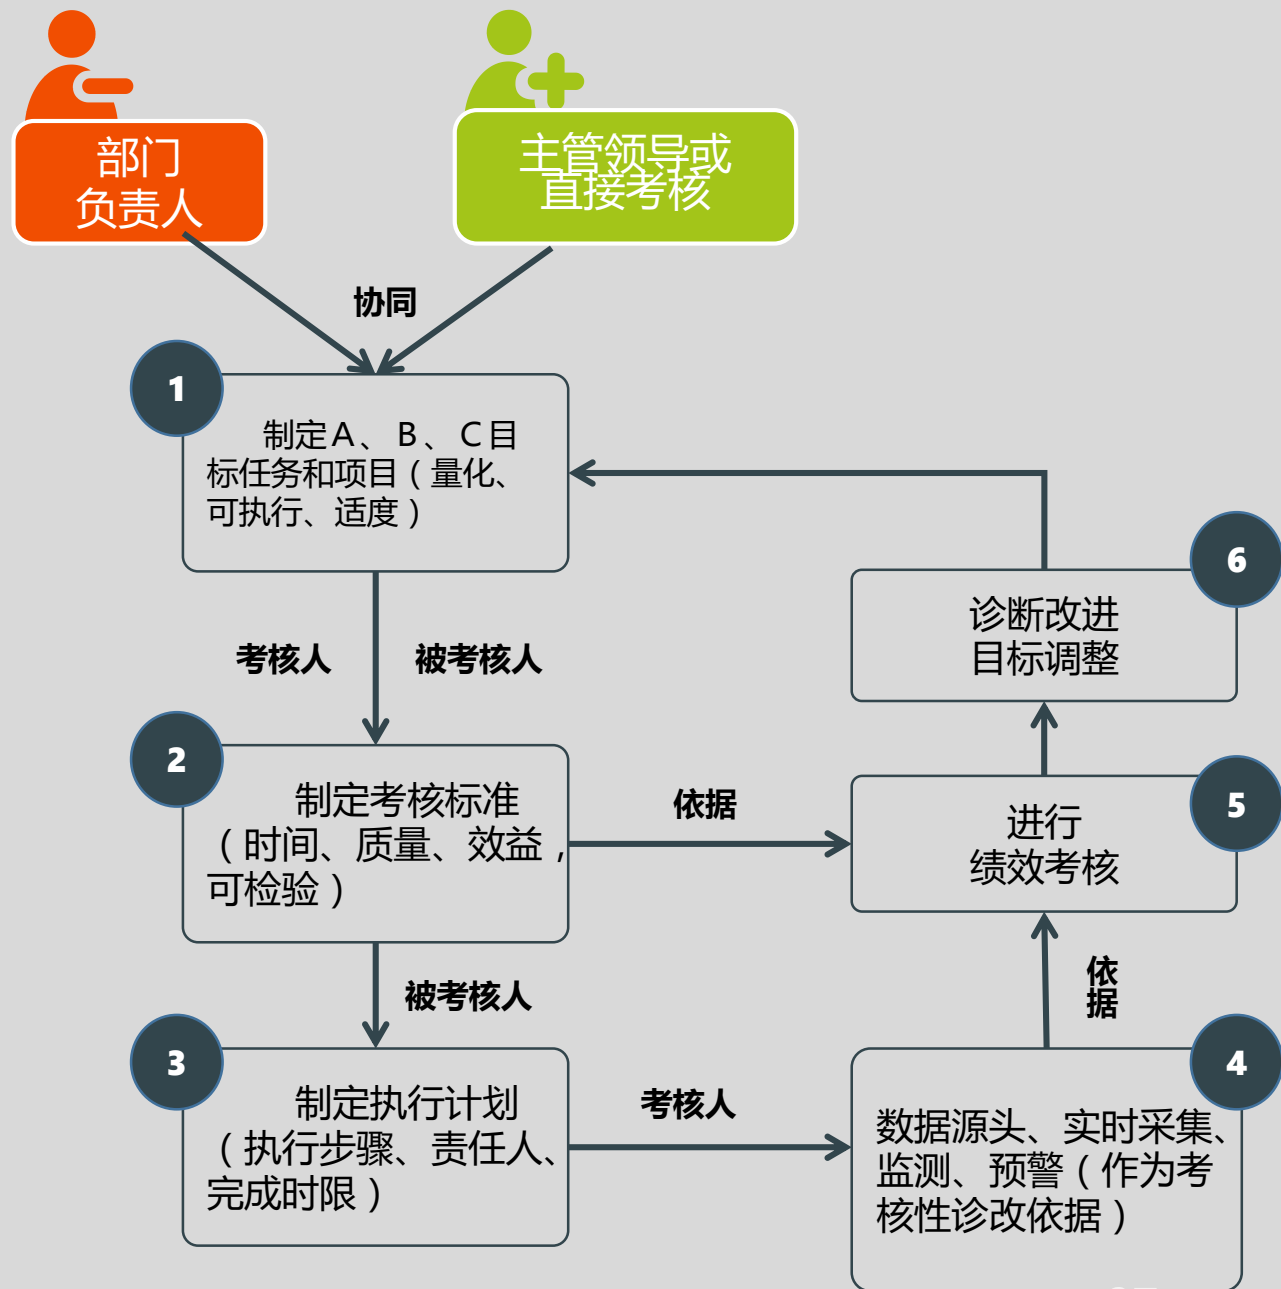 部门
负责人
主管领导或
直接考核
协同
1
制定A、B、C目
标任务和项目（量化、
可执行、适度）
考核人
被考核人
2
制定考核标准
（时间、质量、效益，
可检验）
依据
被考核人
3
制定执行计划
（执行步骤、责任人、
完成时限）
考核人
4
数据源头、实时采集、
监测、预警（作为考
核性诊改依据）
依
据
5
进行
绩效考核
6
诊断改进
目标调整